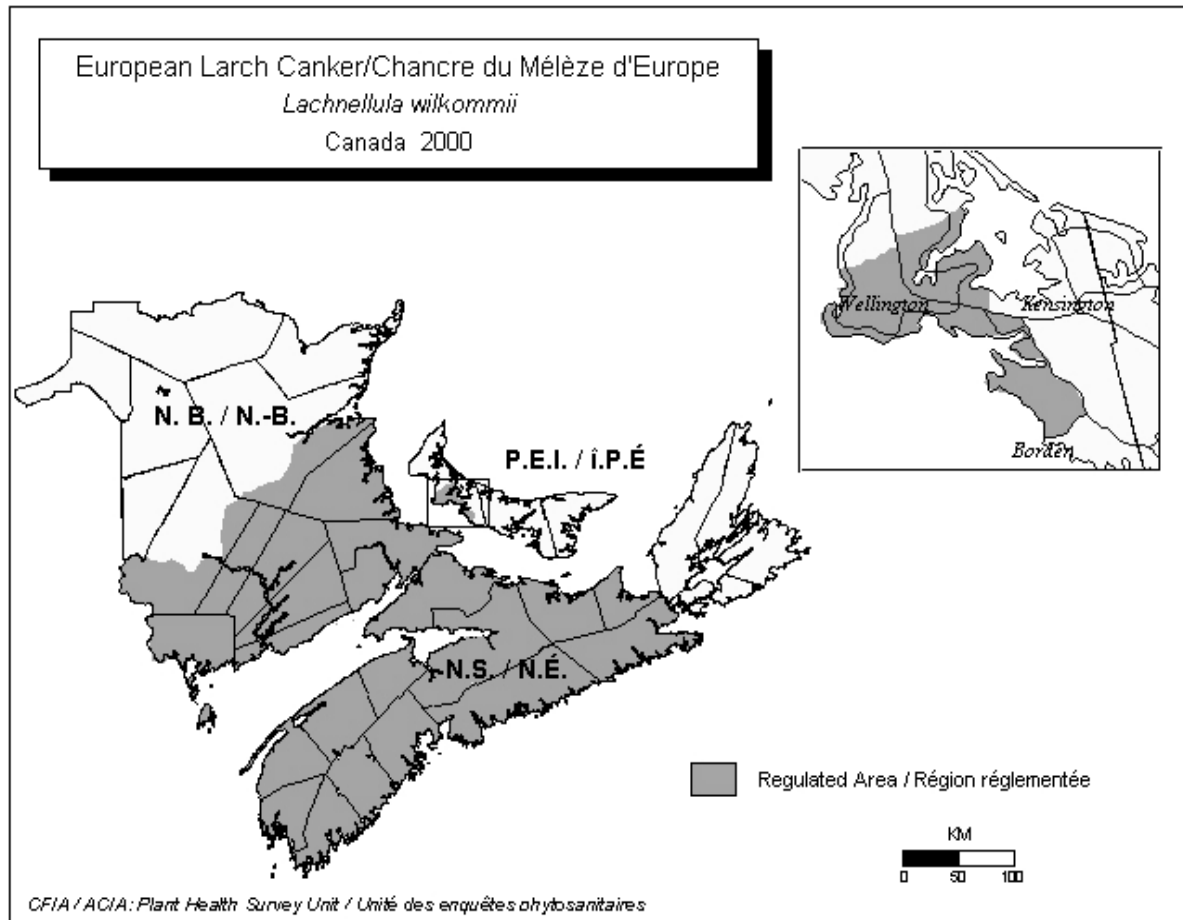 European Larch Canker/Chancre du Mélèze d'Europe
Lachnellula wilkommii
Canada 2000
Wellington
Kensington
Borden
N. B. / N.-B.
P.E.I. / î.P.É
N.S. / N.É.
Regulated Area / Région réglementée
KM
0 50 100
CFIA / ACIA: Plant Health Survey Unit / Unité des enquêtes phytosanitaires